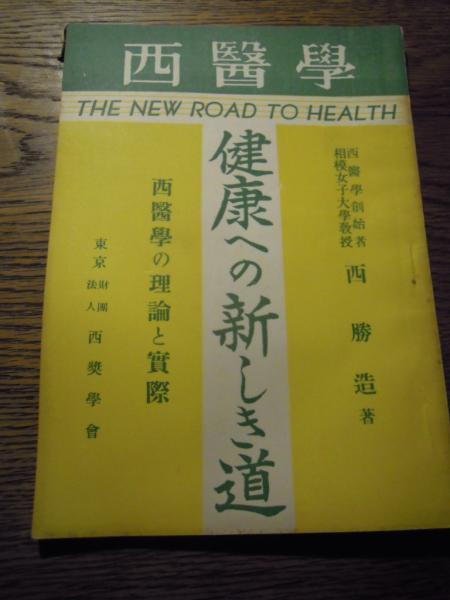 西醫學
THE NEW ROAD TO HEALTH
西醫學創始者
相模女子大學敎授
西勝造著
健康への新しき道
西醫學の理論と實際
東京
財團
法人
西奬學會